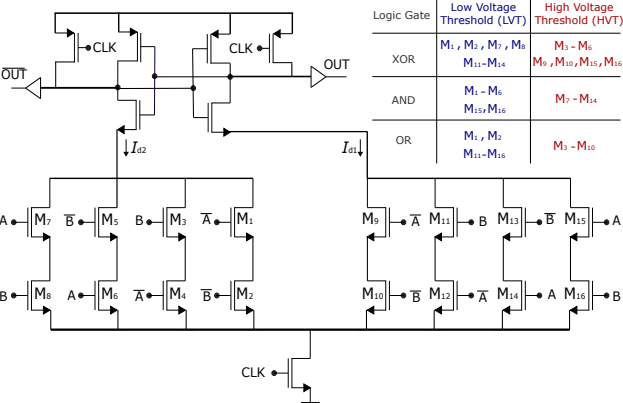 Logic Gate Low Voltage Threshold (LVT) High Voltage Threshold (HVT)
XOR M₁ , M₂ , M₇ , M₈ M₁₁–M₁₄ M₃ – M₆ M₉ , M₁₀ , M₁₅ , M₁₆
AND M₁ - M₆ M₁₅ , M₁₆ M₇ – M₁₄
OR M₁ , M₂ M₁₁–M₁₆ M₃ – M₁₀
CLK CLK
O̅U̅T̅ OUT
I_d2 I_d1
A M₇ B̅ M₅ B M₃ A̅ M₁ M₉ A̅ M₁₁ B M₁₃ B̅ M₁₅ A
B M₈ A M₆ A̅ M₄ B̅ M₂ M₁₀ B̅ M₁₂ A̅ M₁₄ A M₁₆ B
CLK